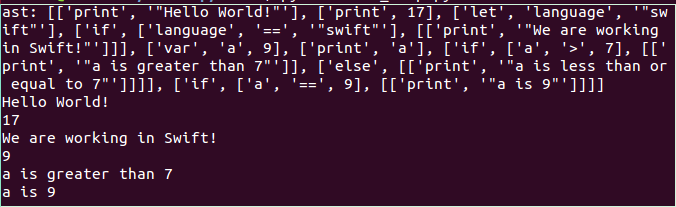 ast: [['print', '"Hello World!"'], ['print', 17], ['let', 'language', '"sw
ift"'], ['if', ['language', '==', '"swift"'], [['print', '"We are working
in Swift!"']]], ['var', 'a', 9], ['print', 'a'], ['if', ['a', '>', 7], [['
print', '"a is greater than 7"']], ['else', [['print', '"a is less than or
equal to 7"']]]], ['if', ['a', '==', 9], [['print', '"a is 9"']]]]
Hello World!
17
We are working in Swift!
9
a is greater than 7
a is 9